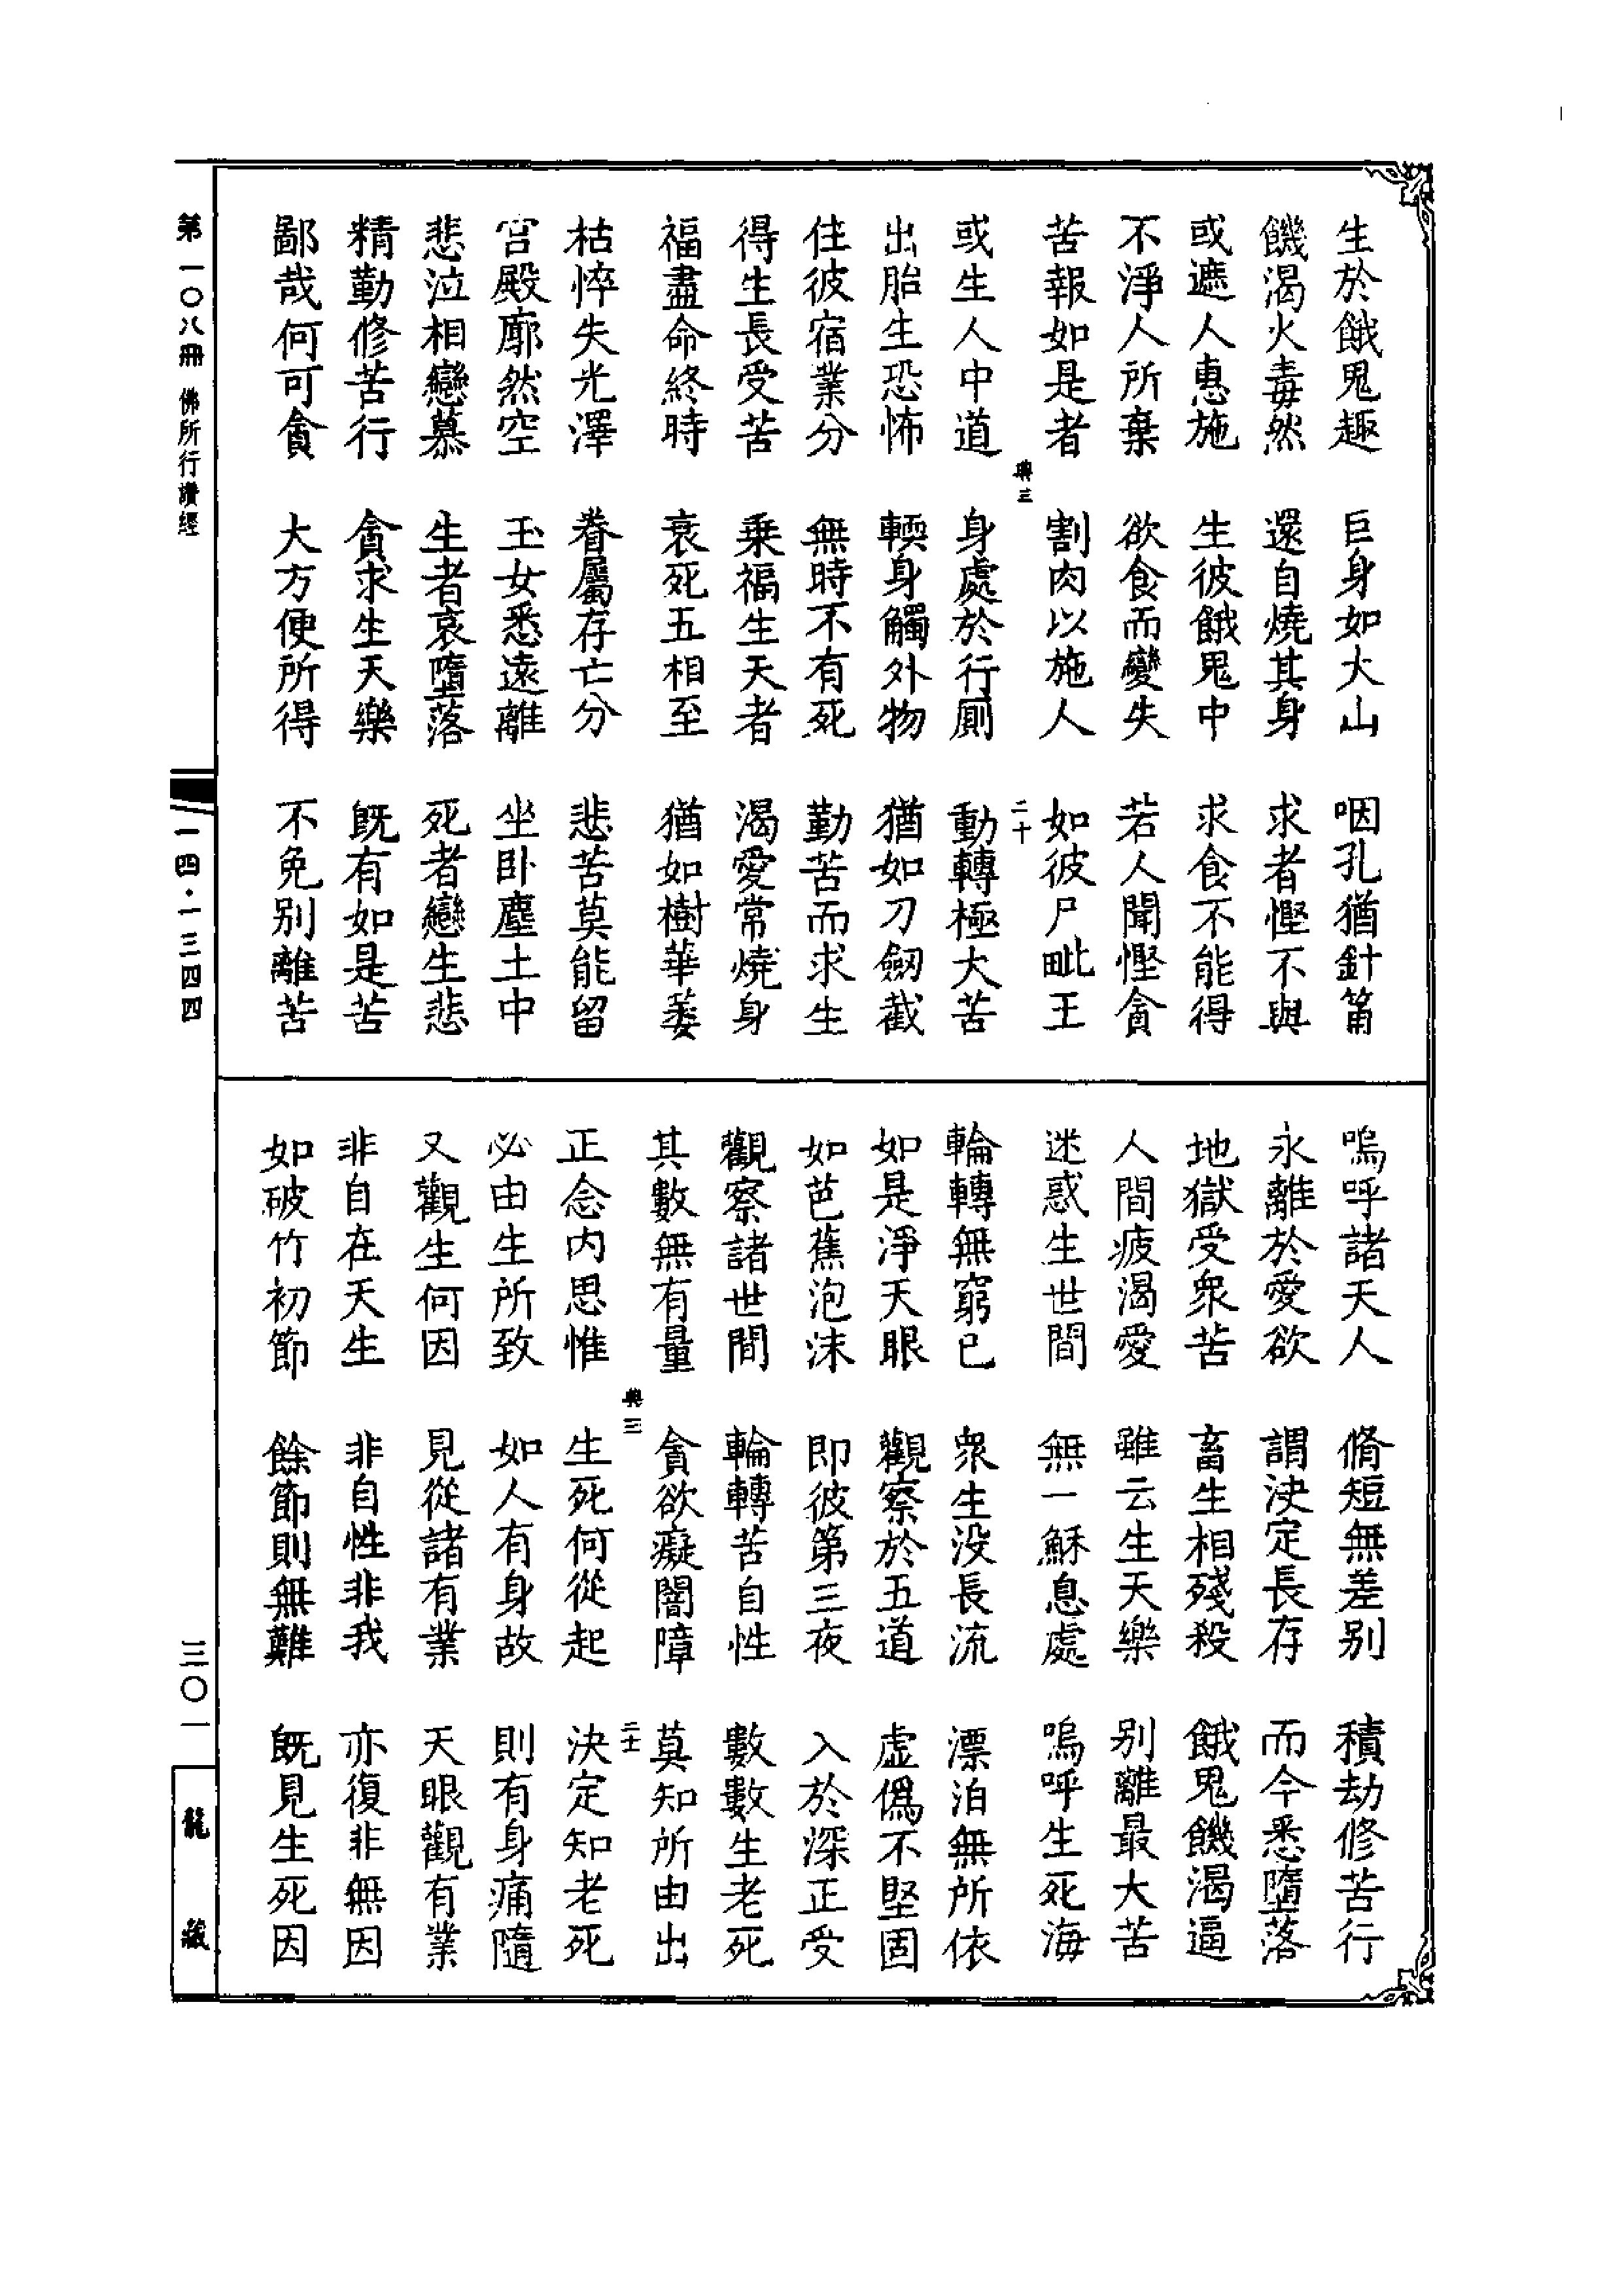 生於餓鬼趣　巨身如大山　咽孔猶針筩
饑渴火毒然　還自燒其身　求者慳不與
或遮人惠施　生彼餓鬼中　求食不能得
不淨人所棄　欲食而變失　若人聞慳貪
苦報如是者　割肉以施人　如彼尸毗王
典三　二十
或生人中道　身處於行廁　動轉極大苦
出胎生恐怖　輭身觸外物　猶如刀劒截
住彼宿業分　無時不有死　勤苦而求生
得生長受苦　乗福生天者　渴愛常燒身
福盡命終時　衰死五相至　猶如樹華萎
枯悴失光澤　眷屬存亡分　悲苦莫能留
宮殿廓然空　玉女悉遠離　坐卧塵土中
悲泣相戀慕　生者哀墮落　死者戀生悲
精勤修苦行　貪求生天樂　既有如是苦
鄙哉何可貪　大方便所得　不免别離苦
嗚呼諸天人　脩短無差别　積劫修苦行
永離於愛欲　謂決定長存　而今悉墮落
地獄受衆苦　畜生相殘殺　餓鬼饑渴逼
人間疲渴愛　雖云生天樂　别離最大苦
迷惑生世間　無一穌息處　嗚呼生死海
輪轉無窮已　衆生没長流　漂泊無所依
如是淨天眼　觀察於五道　虚僞不堅固
如芭蕉泡沫　即彼第三夜　入於深正受
觀察諸世間　輪轉苦自性　數數生老死
其數無有量　貪欲癡闇障　莫知所由出
典三　二十一
正念内思惟　生死何從起　決定知老死
必由生所致　如人有身故　則有身痛隨
又觀生何因　見從諸有業　天眼觀有業
非自在天生　非自性非我　亦復非無因
如破竹初節　餘節則無難　既見生死因
第一〇八冊　佛所行讚經
一四·一三四四
三〇一
龍藏